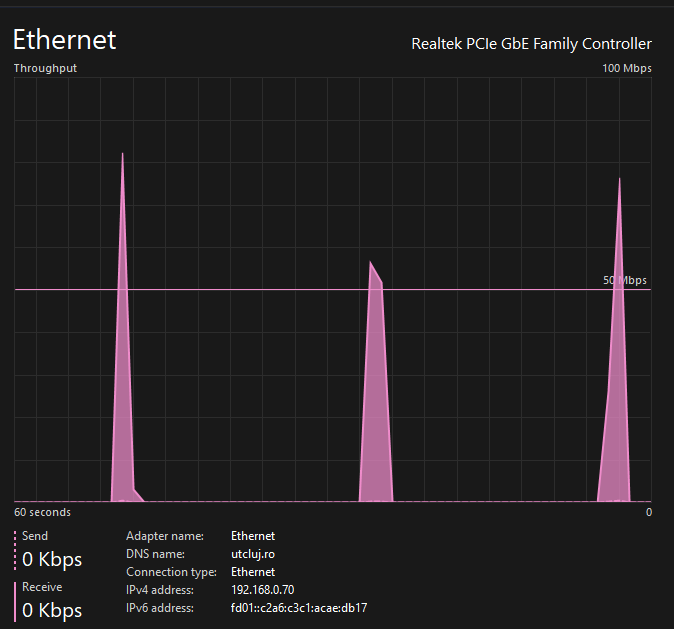 Ethernet
Realtek PCIe GbE Family Controller
Throughput
100 Mbps
50 Mbps
60 seconds
0
Send
0 Kbps
Receive
0 Kbps
Adapter name: Ethernet
DNS name: utcluj.ro
Connection type: Ethernet
IPv4 address: 192.168.0.70
IPv6 address: fd01::c2a6:c3c1:acae:db17